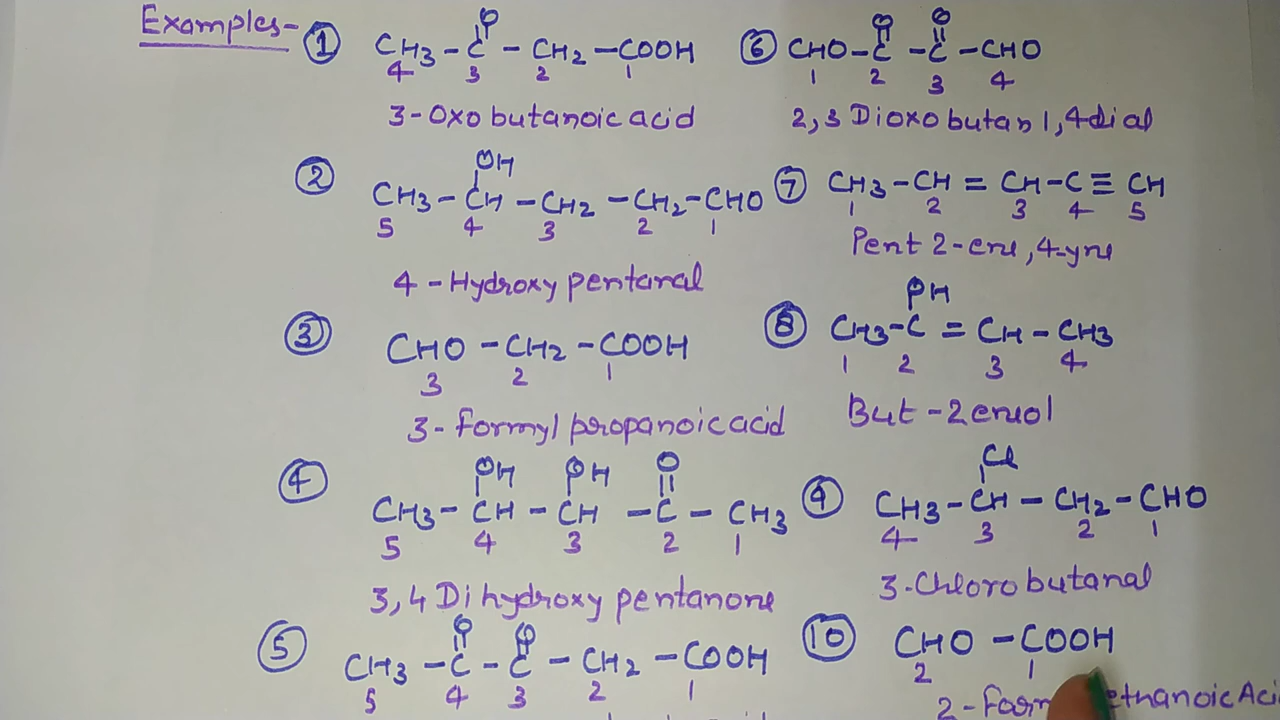 Examples-
① CH3 - C - CH2 - COOH
O
4 3 2 1
3-Oxo butanoic acid
② CH3 - CH - CH2 - CH2 - CHO
OH
5 4 3 2 1
4-Hydroxy pentanal
③ CHO - CH2 - COOH
3 2 1
3-formyl propanoic acid
④ CH3 - CH - CH - C - CH3
OH OH O
5 4 3 2 1
3,4 Dihydroxy pentanone
⑤ CH3 - C - C - CH2 - COOH
O O
5 4 3 2 1
⑥ CHO - C - C - CHO
O O
1 2 3 4
2,3 Dioxo butan 1,4dial
⑦ CH3 - CH = CH - C ≡ CH
1 2 3 4 5
Pent 2-ene, 4-yne
⑧ CH3 - C = CH - CH3
OH
1 2 3 4
But-2enol
⑨ CH3 - CH - CH2 - CHO
Cl
4 3 2 1
3-Chloro butanal
⑩ CHO - COOH
2 1
2-